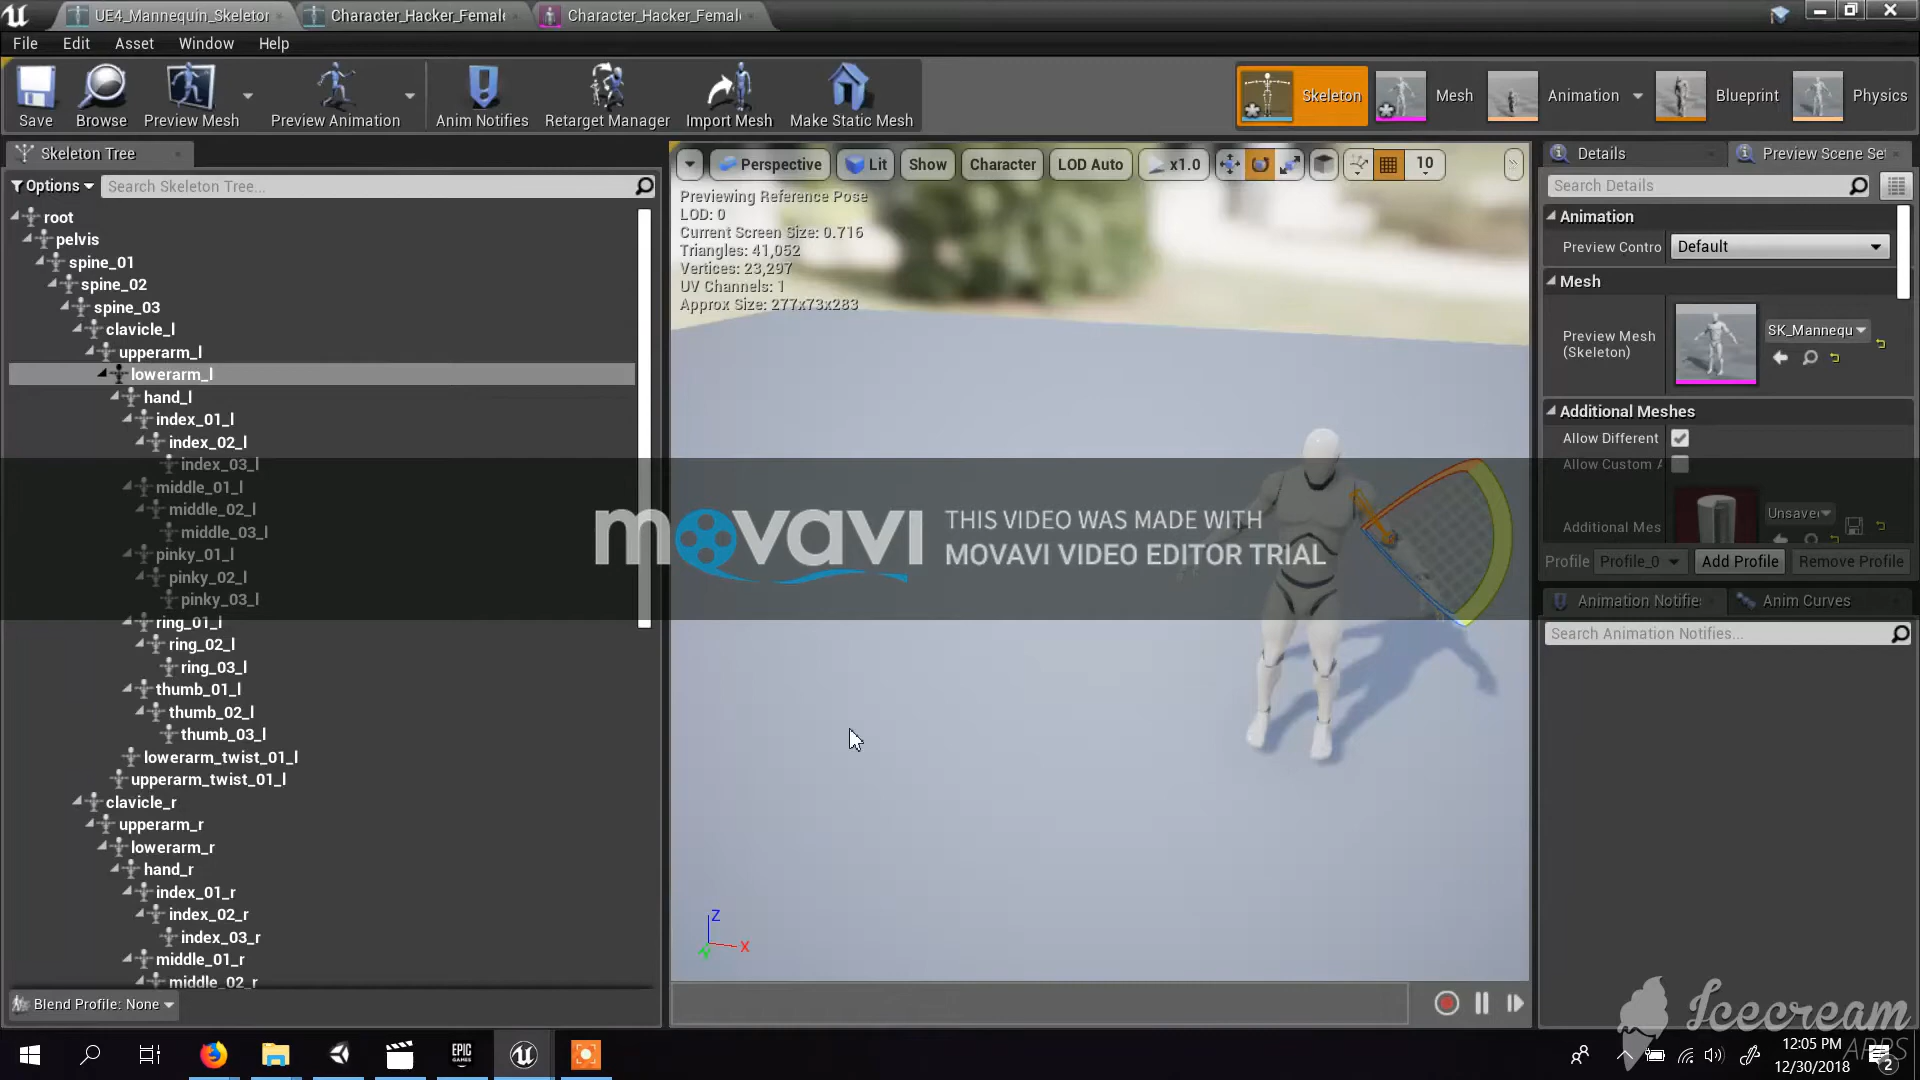 UE4_Mannequin_Skeletor
Character_Hacker_Female
Character_Hacker_Femal
File
Edit
Asset
Window
Help
Save
Browse
Preview Mesh
Preview Animation
Anim Notifies
Retarget Manager
Import Mesh
Make Static Mesh
Skeleton
Mesh
Animation
Blueprint
Physics
Skeleton Tree
Options
Search Skeleton Tree...
root
pelvis
spine_01
spine_02
spine_03
clavicle_l
upperarm_l
lowerarm_l
hand_l
index_01_l
index_02_l
index_03_l
middle_01_l
middle_02_l
middle_03_l
pinky_01_l
pinky_02_l
pinky_03_l
ring_01_l
ring_02_l
ring_03_l
thumb_01_l
thumb_02_l
thumb_03_l
lowerarm_twist_01_l
upperarm_twist_01_l
clavicle_r
upperarm_r
lowerarm_r
hand_r
index_01_r
index_02_r
index_03_r
middle_01_r
middle_02_r
Blend Profile: None
Perspective
Lit
Show
Character
LOD Auto
x1.0
10
Previewing Reference Pose
LOD: 0
Current Screen Size: 0.716
Triangles: 41,052
Vertices: 23,297
UV Channels: 1
Approx Size: 277x73x283
movavi
THIS VIDEO WAS MADE WITH
MOVAVI VIDEO EDITOR TRIAL
Z
X
Y
Details
Preview Scene Set
Search Details
Animation
Preview Contro
Default
Mesh
Preview Mesh
(Skeleton)
SK_Mannequ
Additional Meshes
Allow Different
Allow Custom A
Additional Mes
Unsaved
Profile
Profile_0
Add Profile
Remove Profile
Animation Notifie
Anim Curves
Search Animation Notifies...
Icecream
APPS
EPIC
GAMES
12:05 PM
12/30/2018
2